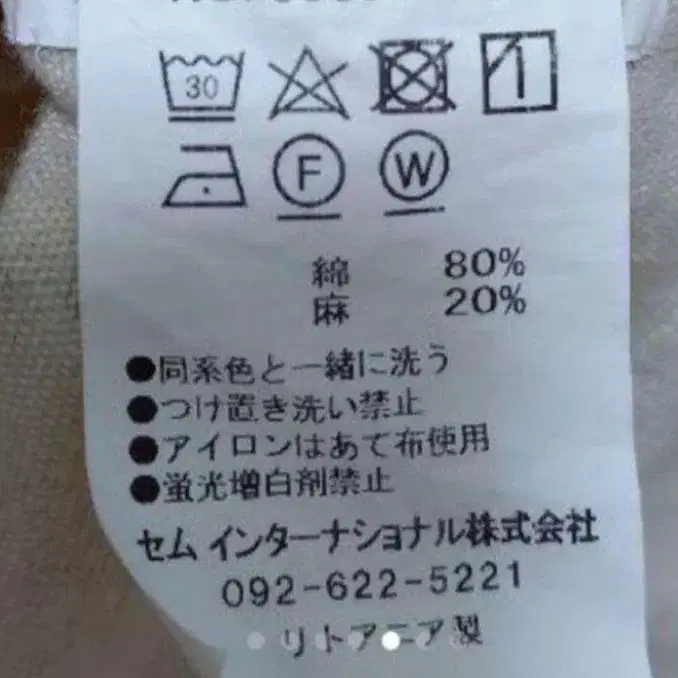 30
F W
綿 80%
麻 20%
●同系色と一緒に洗う
●つけ置き洗い禁止
●アイロンはあて布使用
●蛍光増白剤禁止
セム インターナショナル株式会社
092-622-5221
リトアニア製